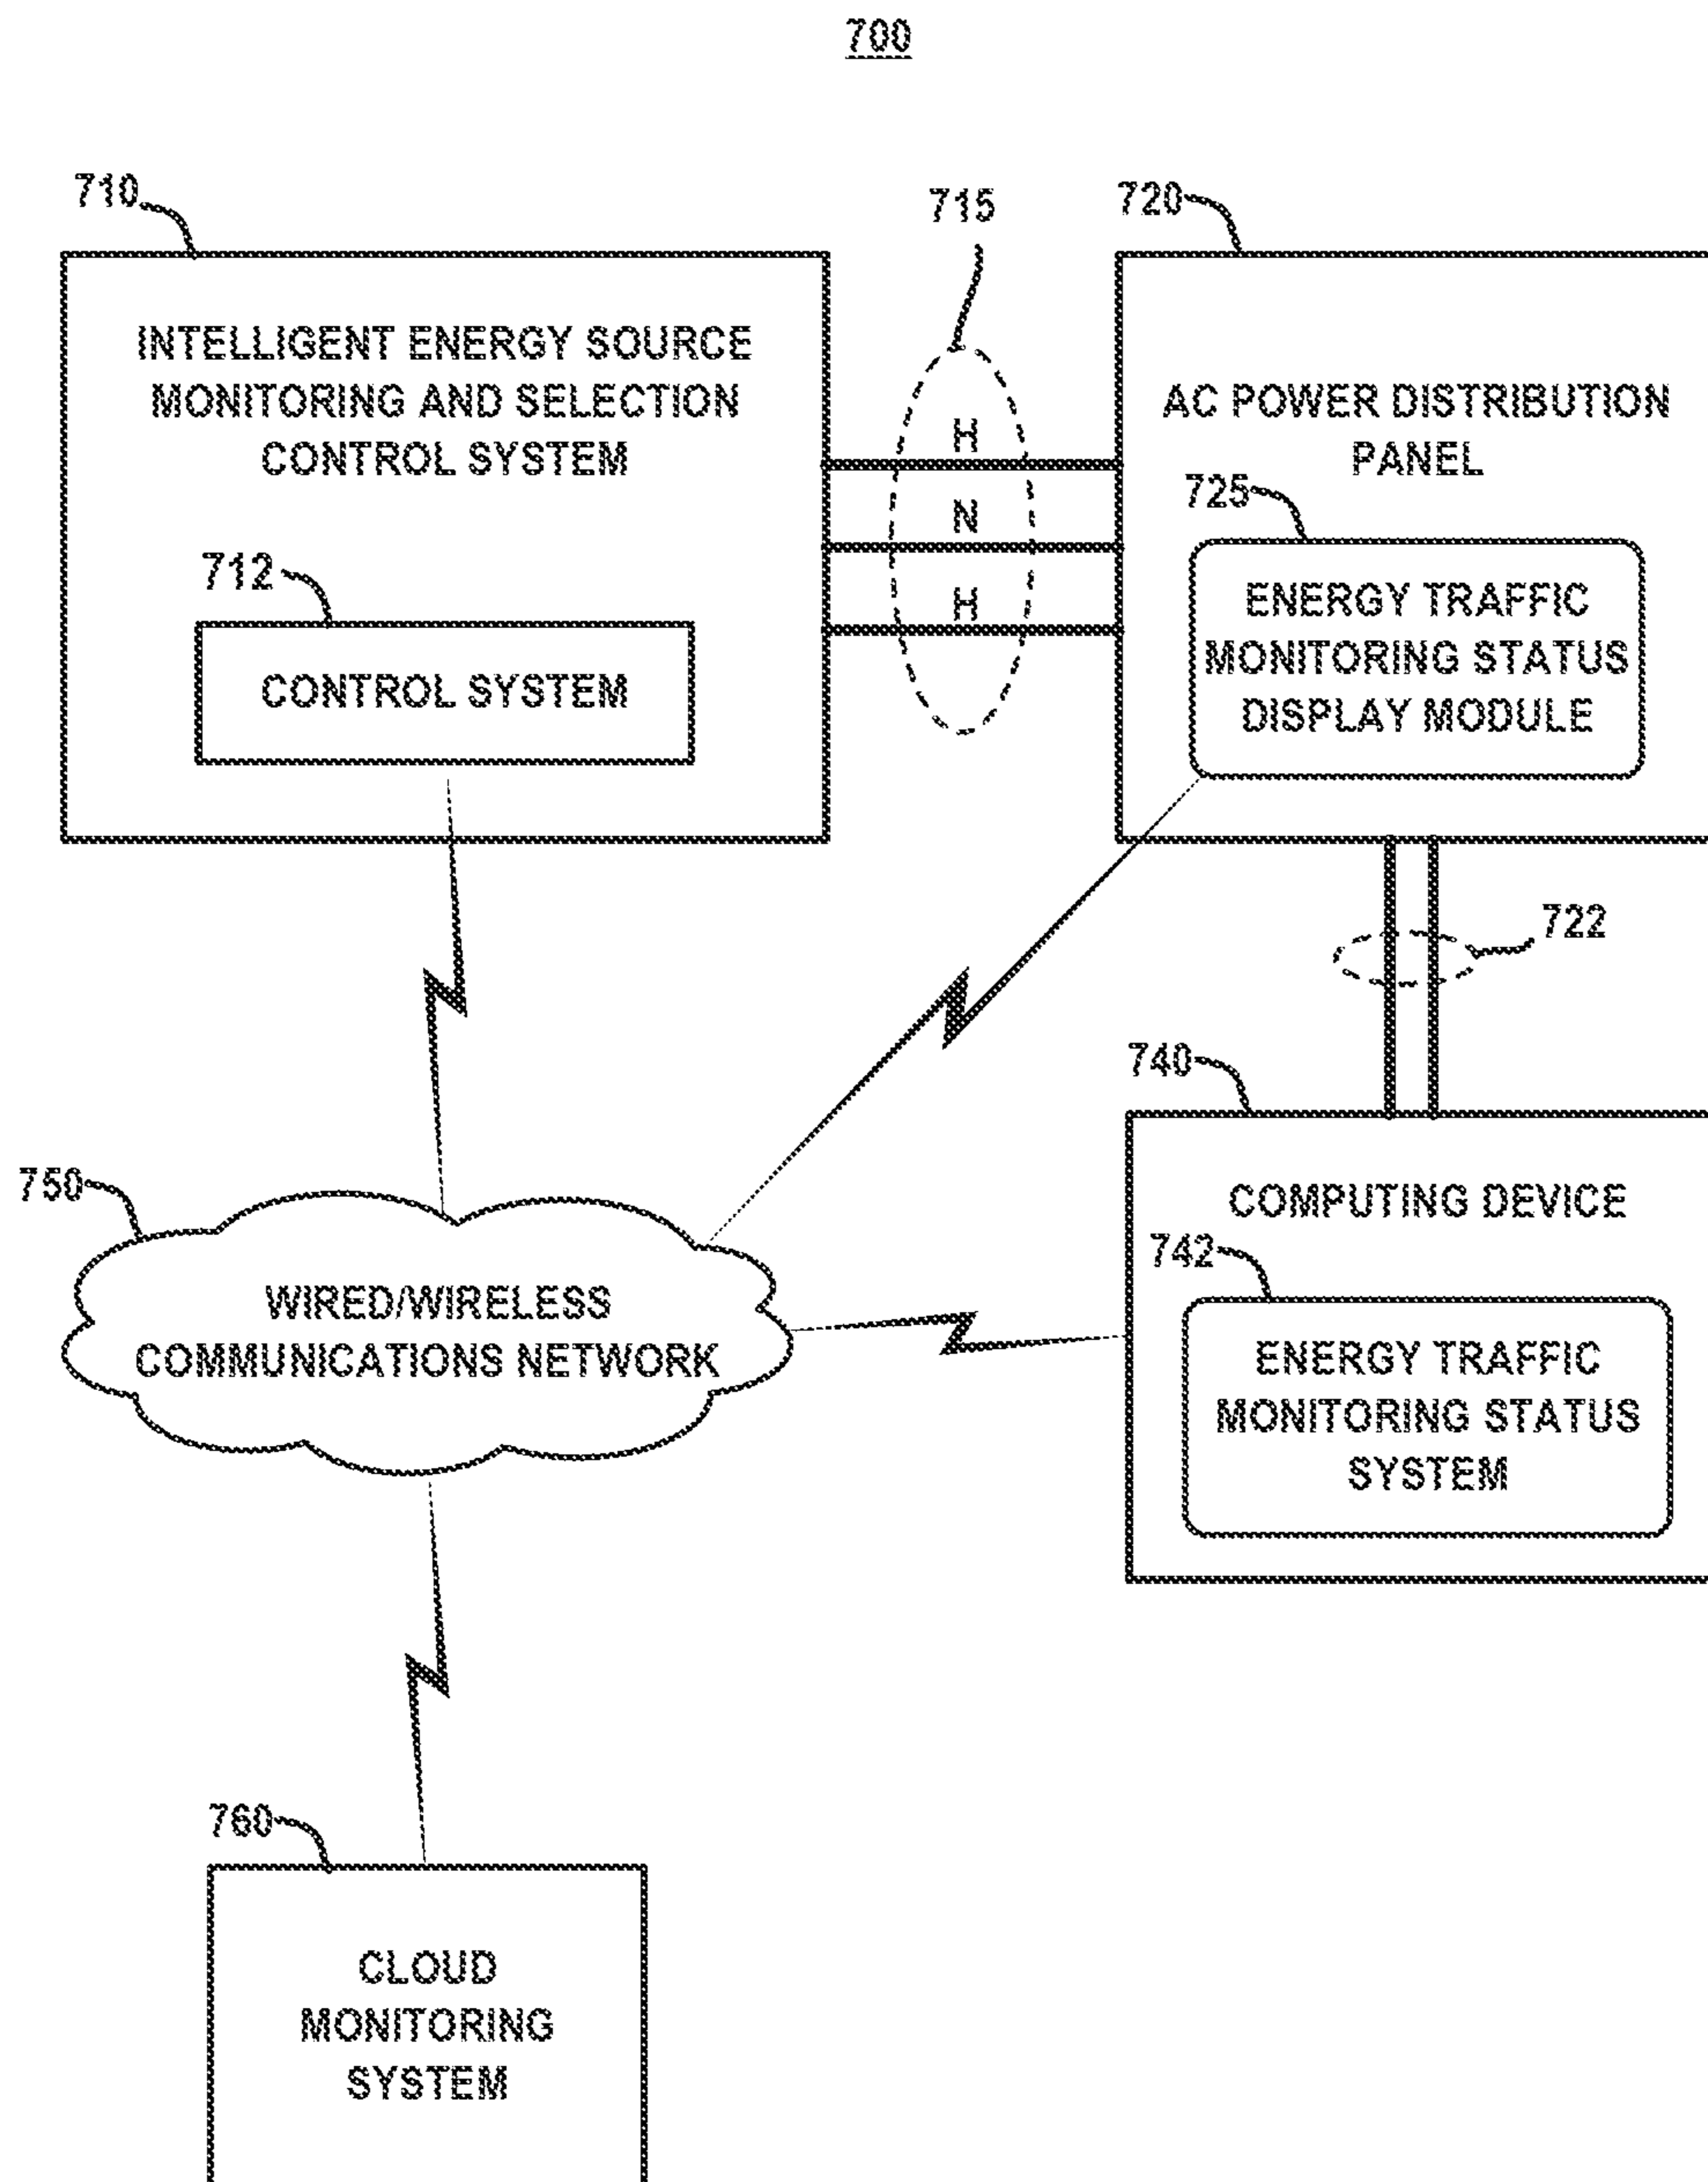 700
710
715
720
INTELLIGENT ENERGY SOURCE
MONITORING AND SELECTION
CONTROL SYSTEM
712
CONTROL SYSTEM
H
N
H
AC POWER DISTRIBUTION
PANEL
725
ENERGY TRAFFIC
MONITORING STATUS
DISPLAY MODULE
722
740
COMPUTING DEVICE
742
ENERGY TRAFFIC
MONITORING STATUS
SYSTEM
750
WIRED/WIRELESS
COMMUNICATIONS NETWORK
760
CLOUD
MONITORING
SYSTEM